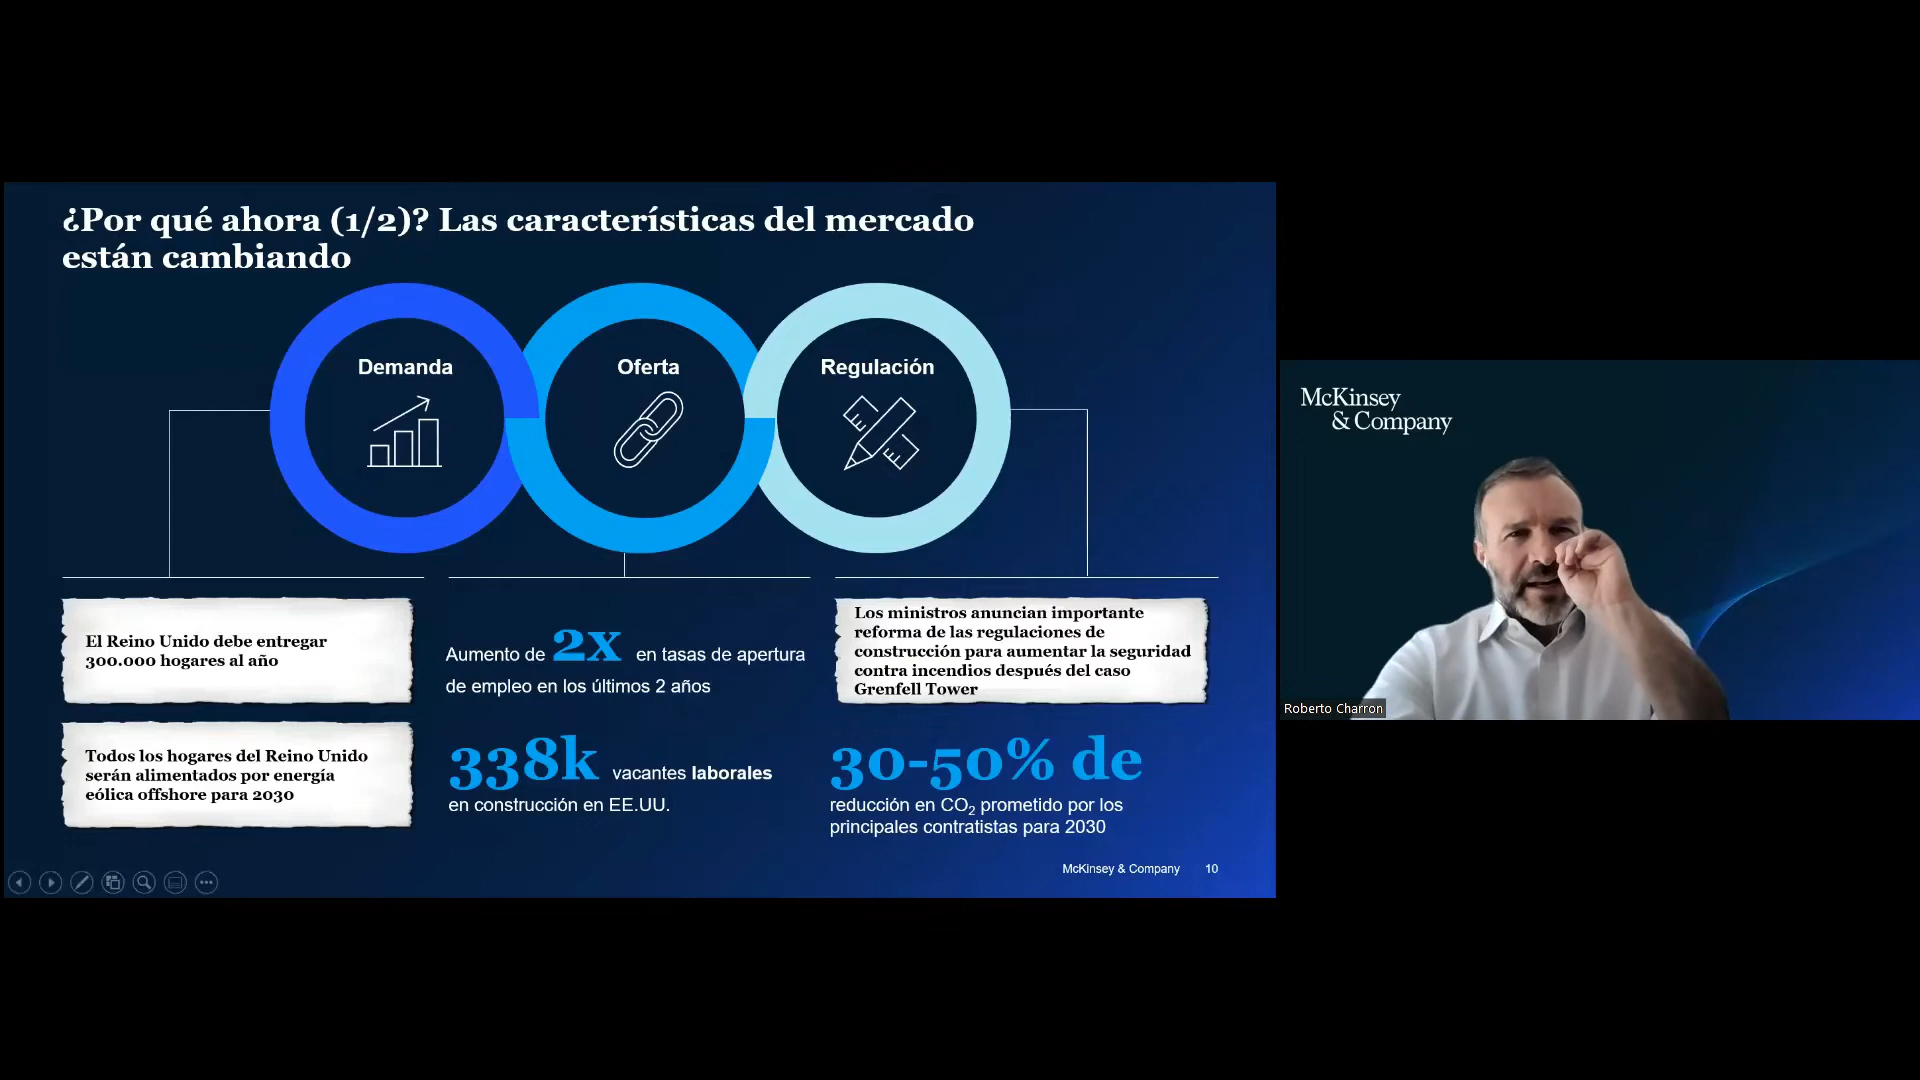 ¿Por qué ahora (1/2)? Las características del mercado
están cambiando
Demanda
Oferta
Regulación
El Reino Unido debe entregar
300.000 hogares al año
Todos los hogares del Reino Unido
serán alimentados por energía
eólica offshore para 2030
Aumento de 2x en tasas de apertura
de empleo en los últimos 2 años
338k vacantes laborales
en construcción en EE.UU.
Los ministros anuncian importante
reforma de las regulaciones de
construcción para aumentar la seguridad
contra incendios después del caso
Grenfell Tower
30-50% de
reducción en CO₂ prometido por los
principales contratistas para 2030
McKinsey & Company 10
McKinsey
& Company
Roberto Charron